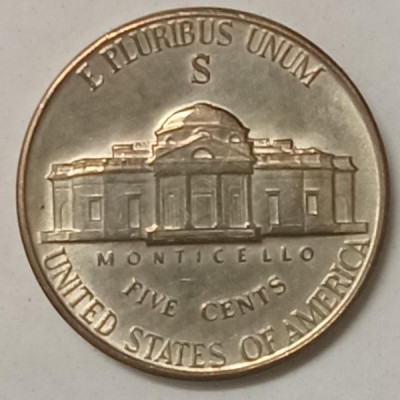 E PLURIBUS UNUM
S
MONTICELLO
FIVE CENTS
UNITED STATES OF AMERICA